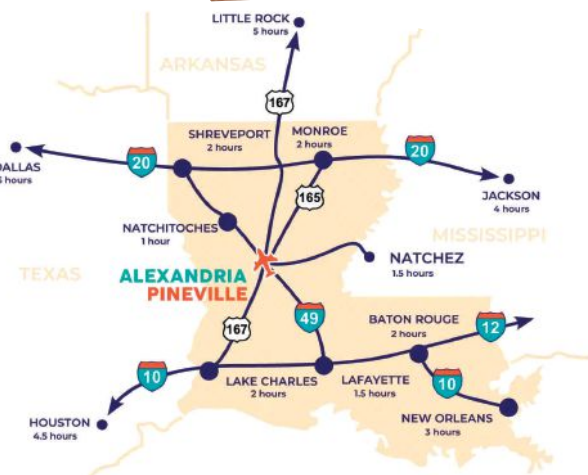 LITTLE ROCK
5 hours
ARKANSAS
167
SHREVEPORT
2 hours
MONROE
2 hours
20
20
DALLAS
hours
JACKSON
4 hours
165
NATCHITOCHES
1 hour
MISSISSIPPI
NATCHEZ
1.5 hours
TEXAS
ALEXANDRIA
PINEVILLE
49
167
BATON ROUGE
2 hours
12
10
LAKE CHARLES
2 hours
LAFAYETTE
1.5 hours
10
HOUSTON
4.5 hours
NEW ORLEANS
3 hours